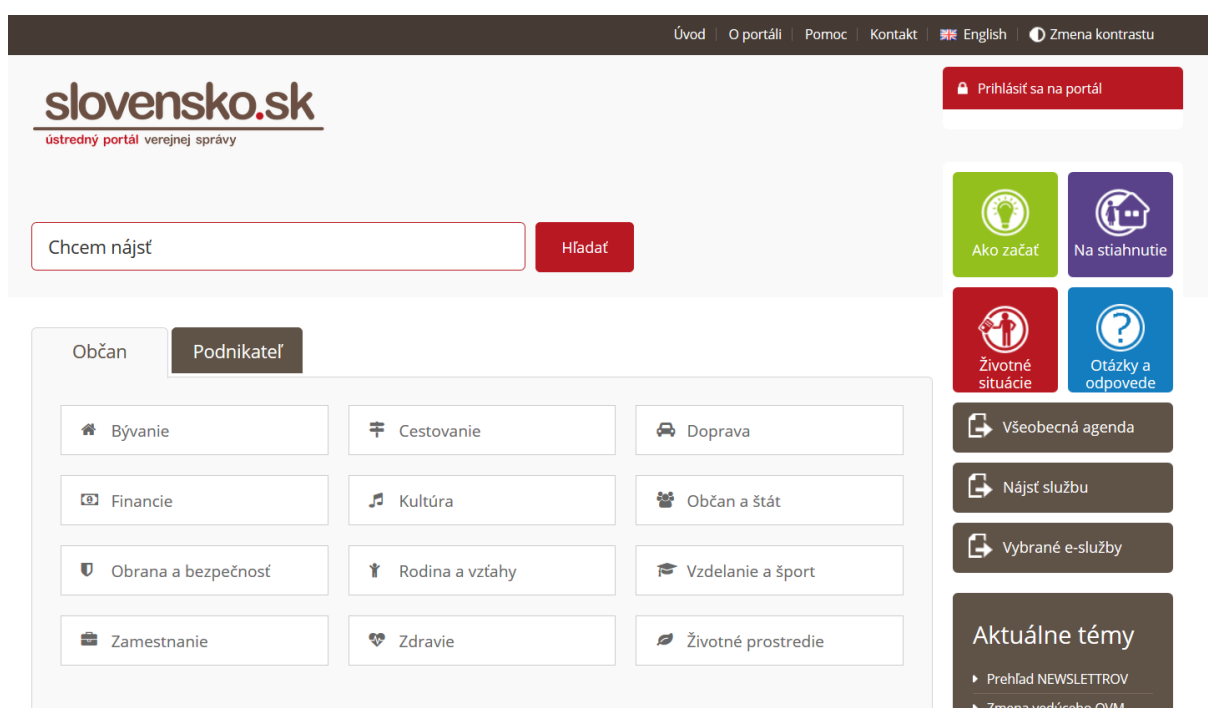 Úvod | O portáli | Pomoc | Kontakt | English | Zmena kontrastu
slovensko.sk
ústredný portál verejnej správy
Prihlásiť sa na portál
Chcem nájsť
Hľadať
Ako začať
Na stiahnutie
Životné
situácie
Otázky a
odpovede
Občan
Podnikateľ
Bývanie
Cestovanie
Doprava
Financie
Kultúra
Občan a štát
Obrana a bezpečnosť
Rodina a vzťahy
Vzdelanie a šport
Zamestnanie
Zdravie
Životné prostredie
Všeobecná agenda
Nájsť službu
Vybrané e-služby
Aktuálne témy
Prehľad NEWSLETTROV
Zmena vedúceho OVM